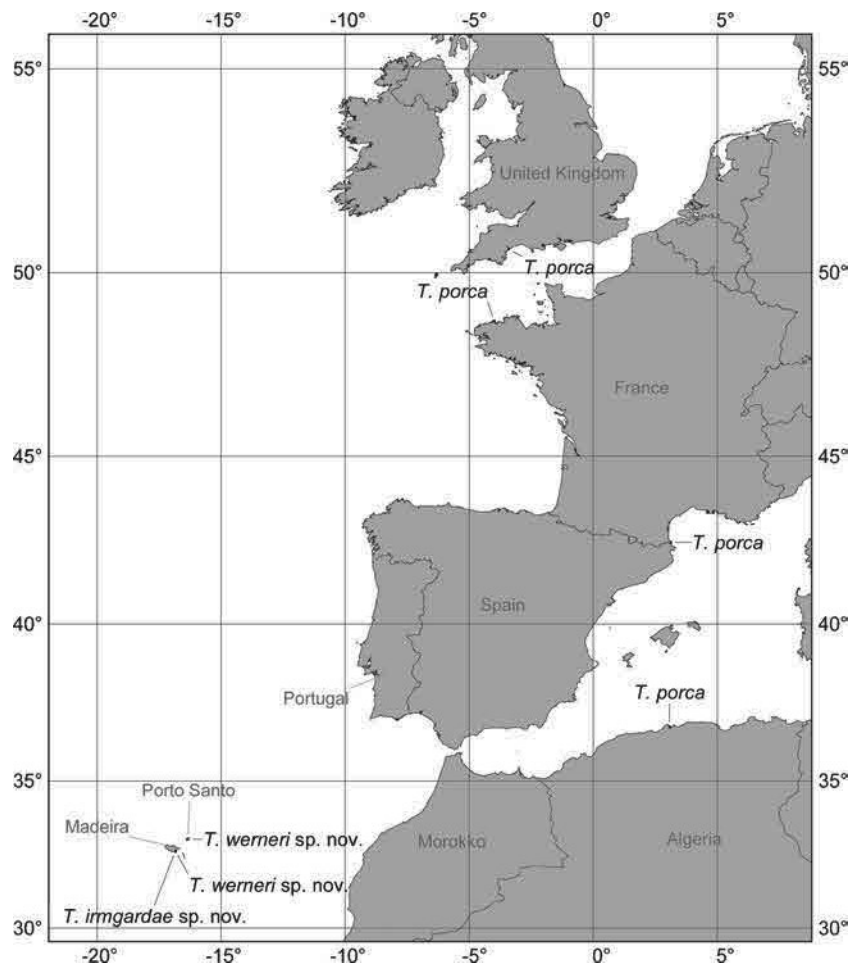 -20° -15° -10° -5° 0° 5°
55° 55°
United Kingdom
50° 50°
T. porca
T. porca
France
45° 45°
T. porca
Spain
40° 40°
T. porca
Portugal
35° 35°
Porto Santo
Madeira
T. werneri sp. nov.
Morokko
Algeria
T. werneri sp. nov.
T. irmgardae sp. nov.
30° 30°
-20° -15° -10° -5° 0° 5°